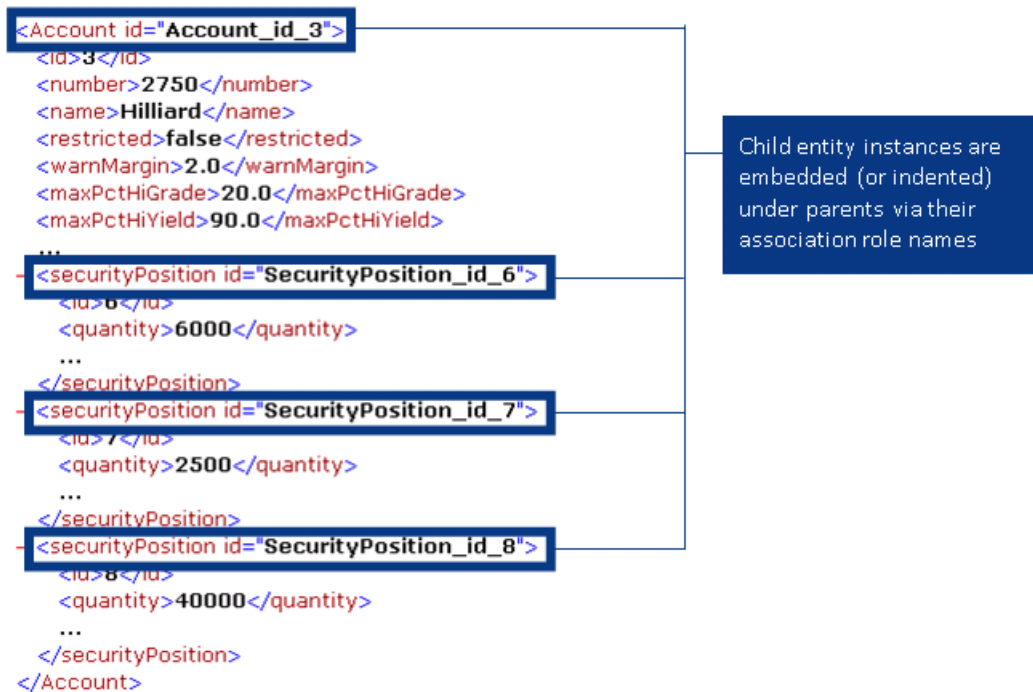 <Account id="Account_id_3">
<id>3</id>
<number>2750</number>
<name>Hilliard</name>
<restricted>false</restricted>
<warnMargin>2.0</warnMargin>
<maxPctHiGrade>20.0</maxPctHiGrade>
<maxPctHiYield>90.0</maxPctHiYield>
...
- <securityPosition id="SecurityPosition_id_6">
<id>6</id>
<quantity>6000</quantity>
...
</securityPosition>
- <securityPosition id="SecurityPosition_id_7">
<id>7</id>
<quantity>2500</quantity>
...
</securityPosition>
- <securityPosition id="SecurityPosition_id_8">
<id>8</id>
<quantity>40000</quantity>
...
</securityPosition>
</Account>
Child entity instances are
embedded (or indented)
under parents via their
association role names